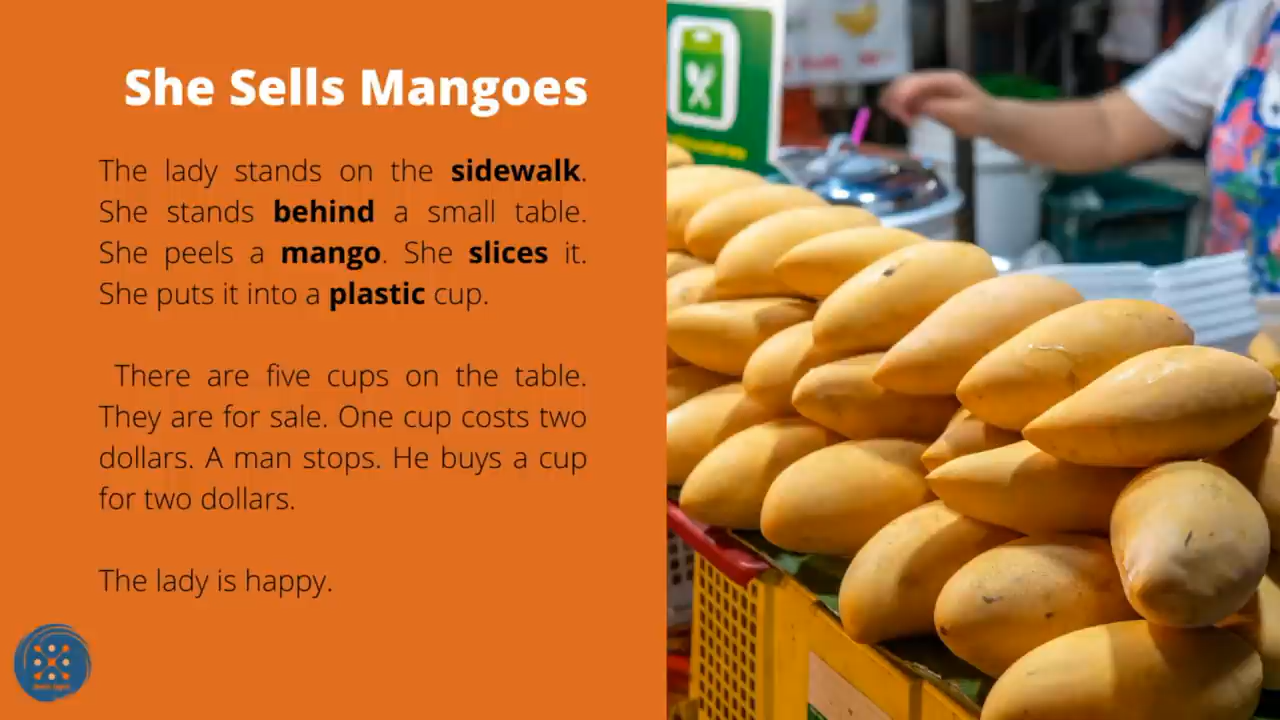 She Sells Mangoes
The lady stands on the sidewalk.
She stands behind a small table.
She peels a mango. She slices it.
She puts it into a plastic cup.
There are five cups on the table.
They are for sale. One cup costs two
dollars. A man stops. He buys a cup
for two dollars.
The lady is happy.